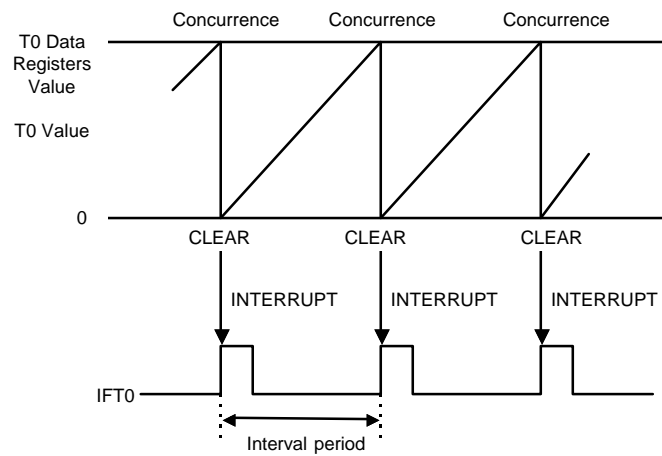 Concurrence Concurrence Concurrence
T0 Data
Registers
Value
T0 Value
0
CLEAR CLEAR CLEAR
INTERRUPT INTERRUPT INTERRUPT
IFT0
Interval period